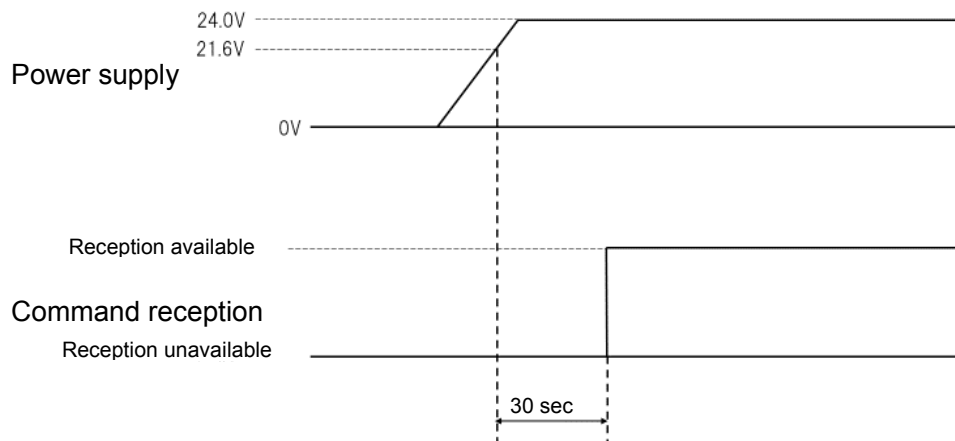 24.0V
21.6V
Power supply
0V
Reception available
Command reception
Reception unavailable
30 sec